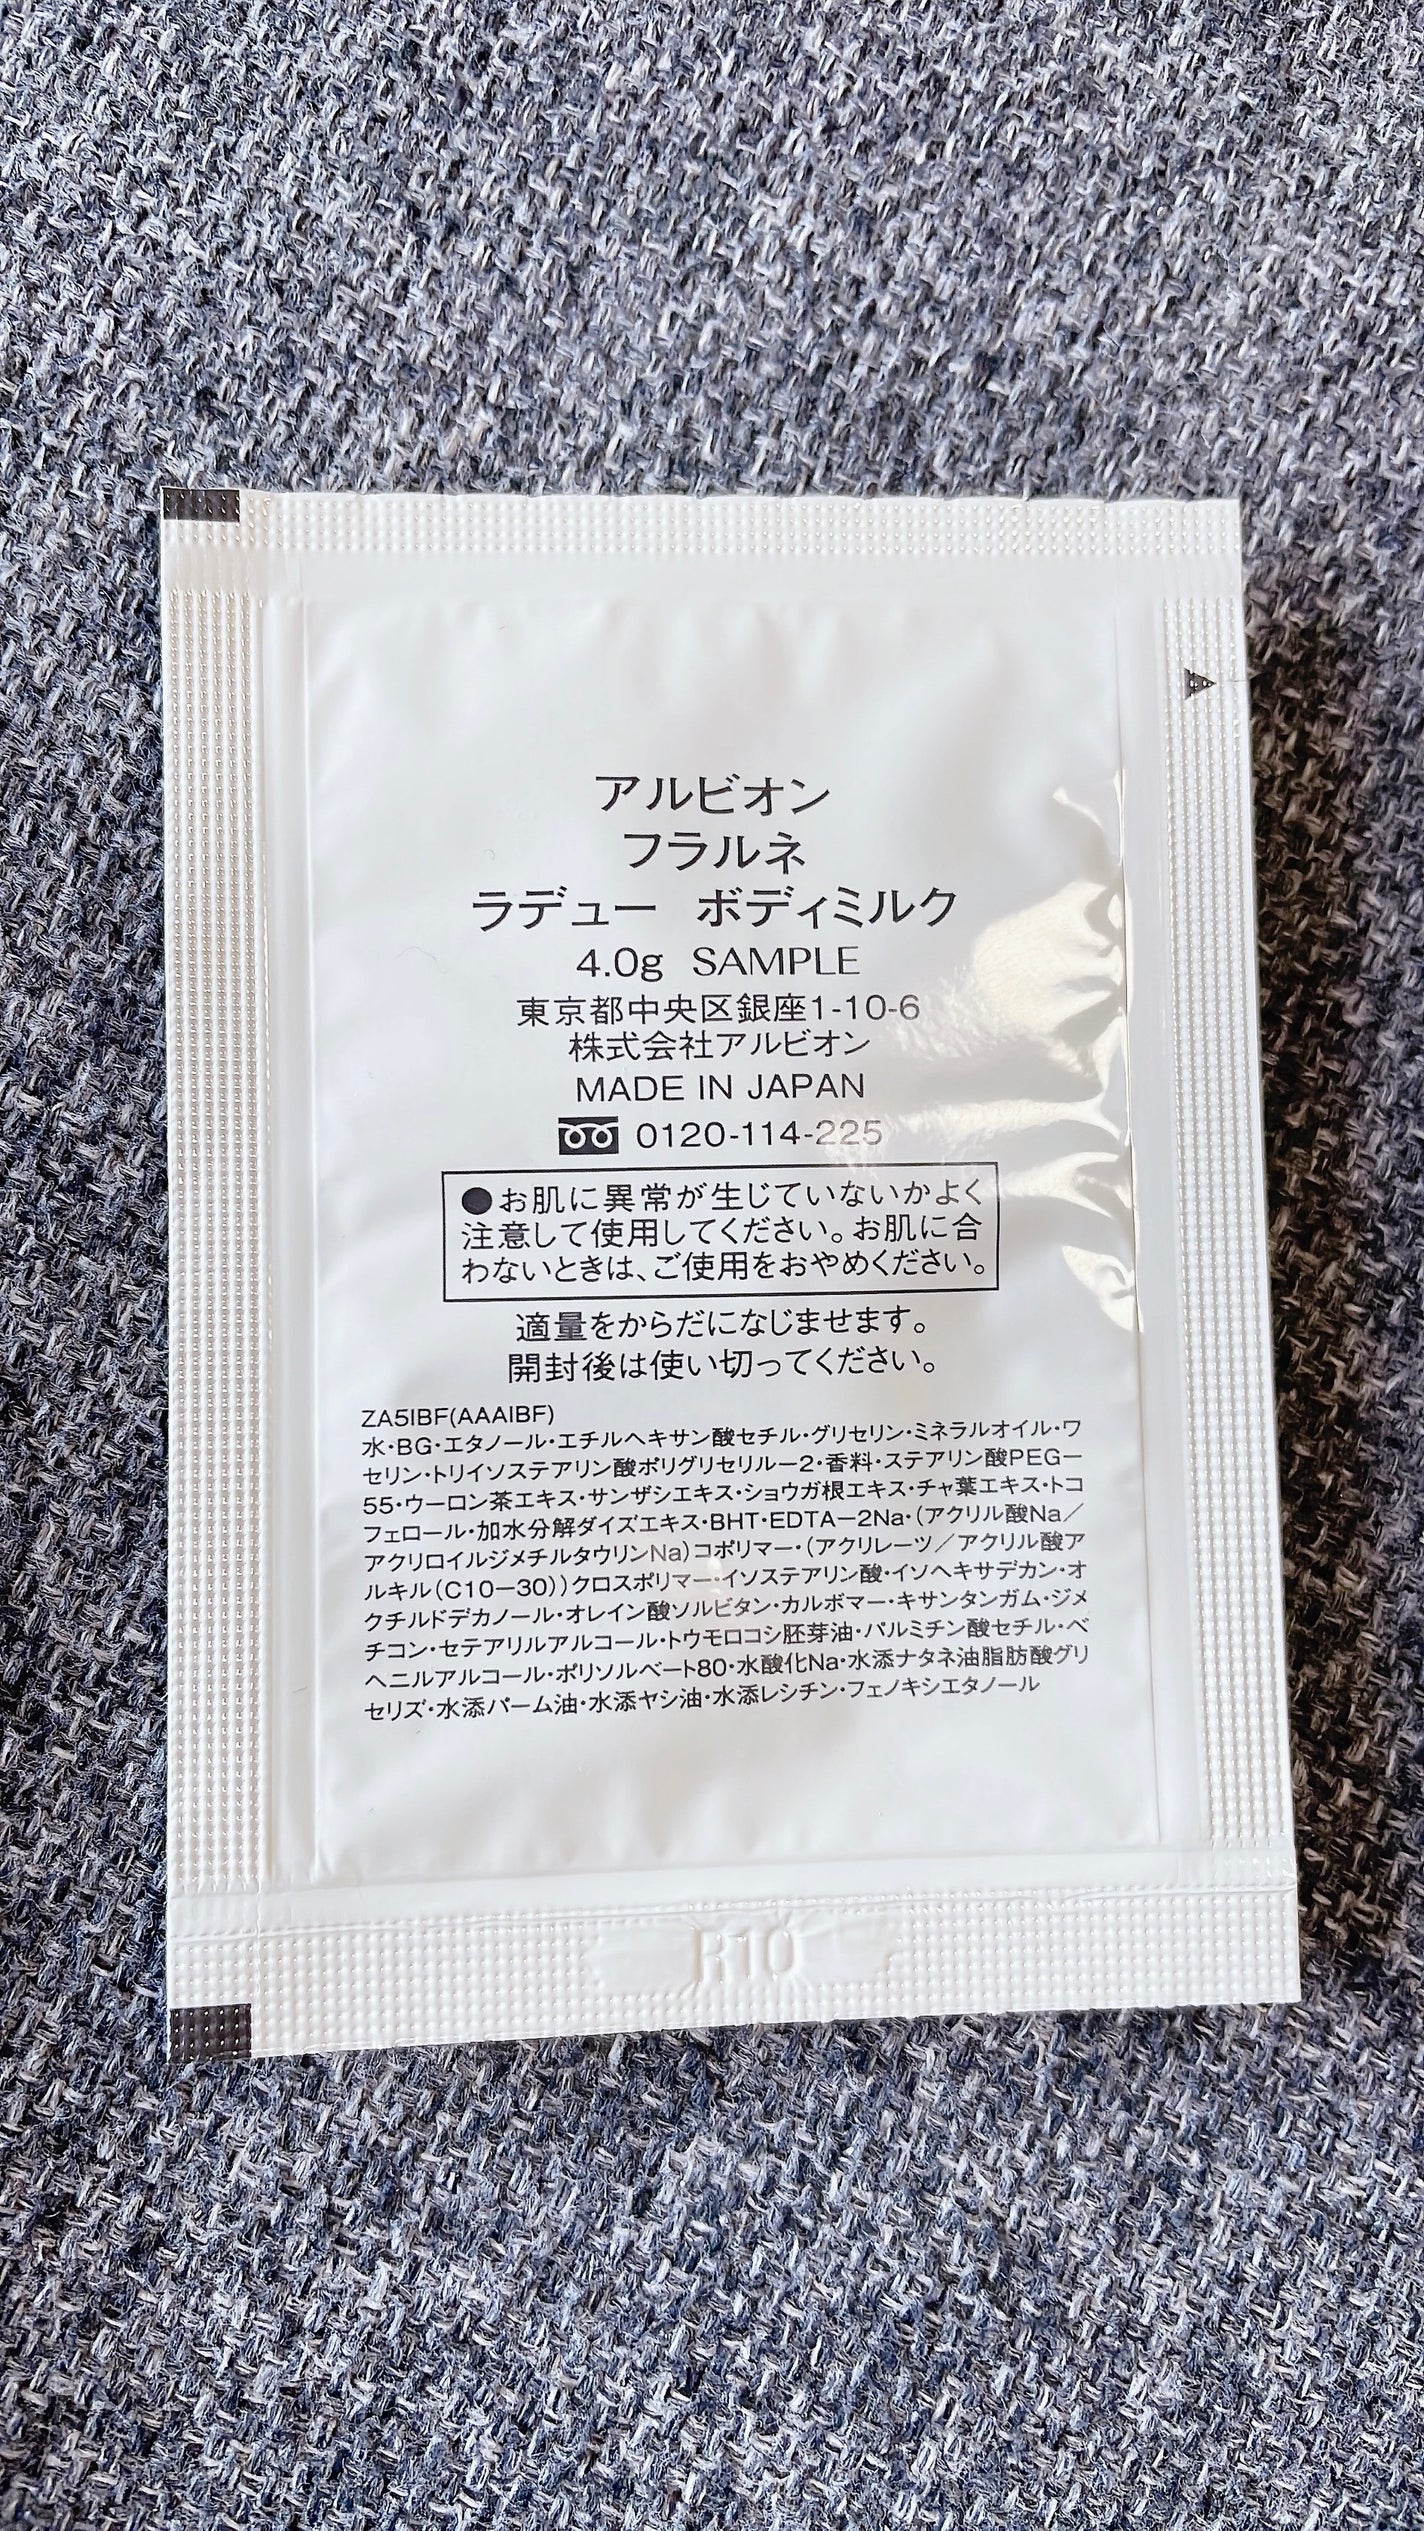 アルビオン
フラルネ
ラデュー ボディミルク
4.0g SAMPLE
東京都中央区銀座1-10-6
株式会社アルビオン
MADE IN JAPAN
0120-114-225
●お肌に異常が生じていないかよく
注意して使用してください。お肌に合
わないときは、ご使用をおやめください。
適量をからだになじませます。
開封後は使い切ってください。
ZA5IBF(AAAIBF)
水・BG・エタノール・エチルヘキサン酸セチル・グリセリン・ミネラルオイル・ワ
セリン・トリイソステアリン酸ポリグリセリル－2・香料・ステアリン酸PEG－
55・ウーロン茶エキス・サンザシエキス・ショウガ根エキス・チャ葉エキス・トコ
フェロール・加水分解ダイズエキス・BHT・EDTA－2Na・(アクリル酸Na／
アクリロイルジメチルタウリンNa)コポリマー・(アクリレーツ／アクリル酸ア
ルキル(C10－30))クロスポリマー・イソステアリン酸・イソヘキサデカン・オ
クチルドデカノール・オレイン酸ソルビタン・カルボマー・キサンタンガム・ジメ
チコン・セテアリルアルコール・トウモロコシ胚芽油・パルミチン酸セチル・ベ
ヘニルアルコール・ポリソルベート80・水酸化Na・水添ナタネ油脂肪酸グリ
セリズ・水添パーム油・水添ヤシ油・水添レシチン・フェノキシエタノール
R10